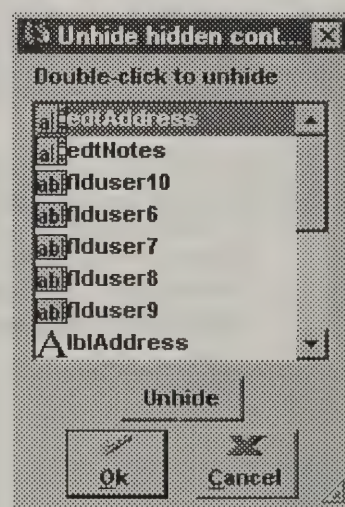 Unhide hidden cont...
Double-click to unhide
edtAddress
edtNotes
flduser10
flduser6
flduser7
flduser8
flduser9
lblAddress
Unhide
Ok
Cancel